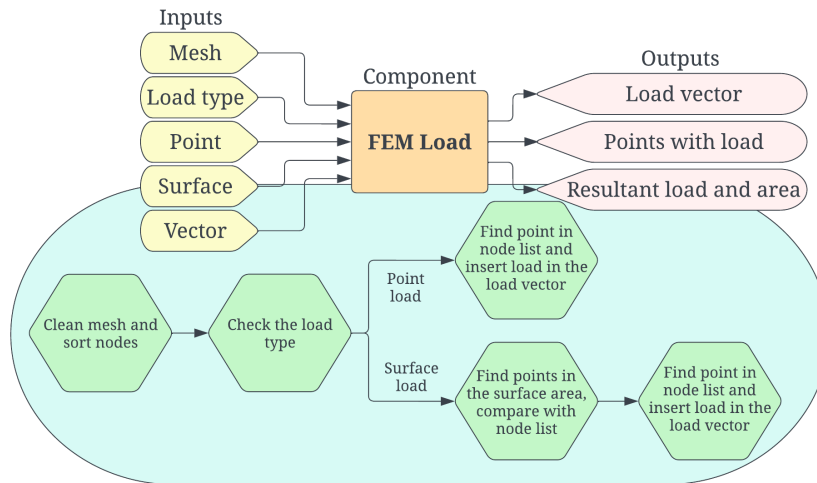 Inputs
Mesh
Load type
Point
Surface
Vector
Component
FEM Load
Outputs
Load vector
Points with load
Resultant load and area
Clean mesh and
sort nodes
Check the load
type
Point
load
Find point in
node list and
insert load in the
load vector
Surface
load
Find points in
the surface area,
compare with
node list
Find point in
node list and
insert load in the
load vector